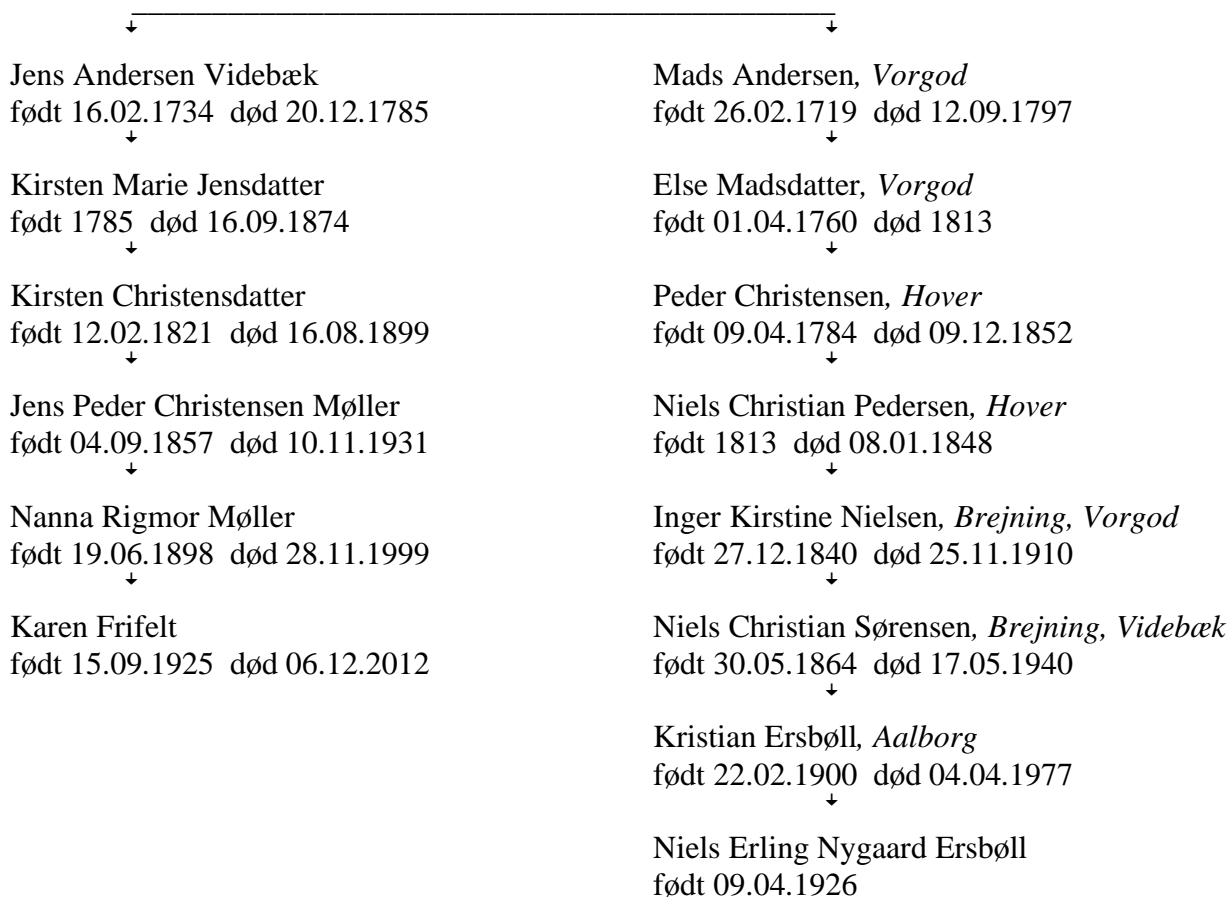 Jens Andersen Videbæk
født 16.02.1734 død 20.12.1785
Kirsten Marie Jensdatter
født 1785 død 16.09.1874
Kirsten Christensdatter
født 12.02.1821 død 16.08.1899
Jens Peder Christensen Møller
født 04.09.1857 død 10.11.1931
Nanna Rigmor Møller
født 19.06.1898 død 28.11.1999
Karen Frifelt
født 15.09.1925 død 06.12.2012
Mads Andersen, Vorgod
født 26.02.1719 død 12.09.1797
Else Madsdatter, Vorgod
født 01.04.1760 død 1813
Peder Christensen, Hover
født 09.04.1784 død 09.12.1852
Niels Christian Pedersen, Hover
født 1813 død 08.01.1848
Inger Kirstine Nielsen, Brejning, Vorgod
født 27.12.1840 død 25.11.1910
Niels Christian Sørensen, Brejning, Videbæk
født 30.05.1864 død 17.05.1940
Kristian Ersbøll, Aalborg
født 22.02.1900 død 04.04.1977
Niels Erling Nygaard Ersbøll
født 09.04.1926